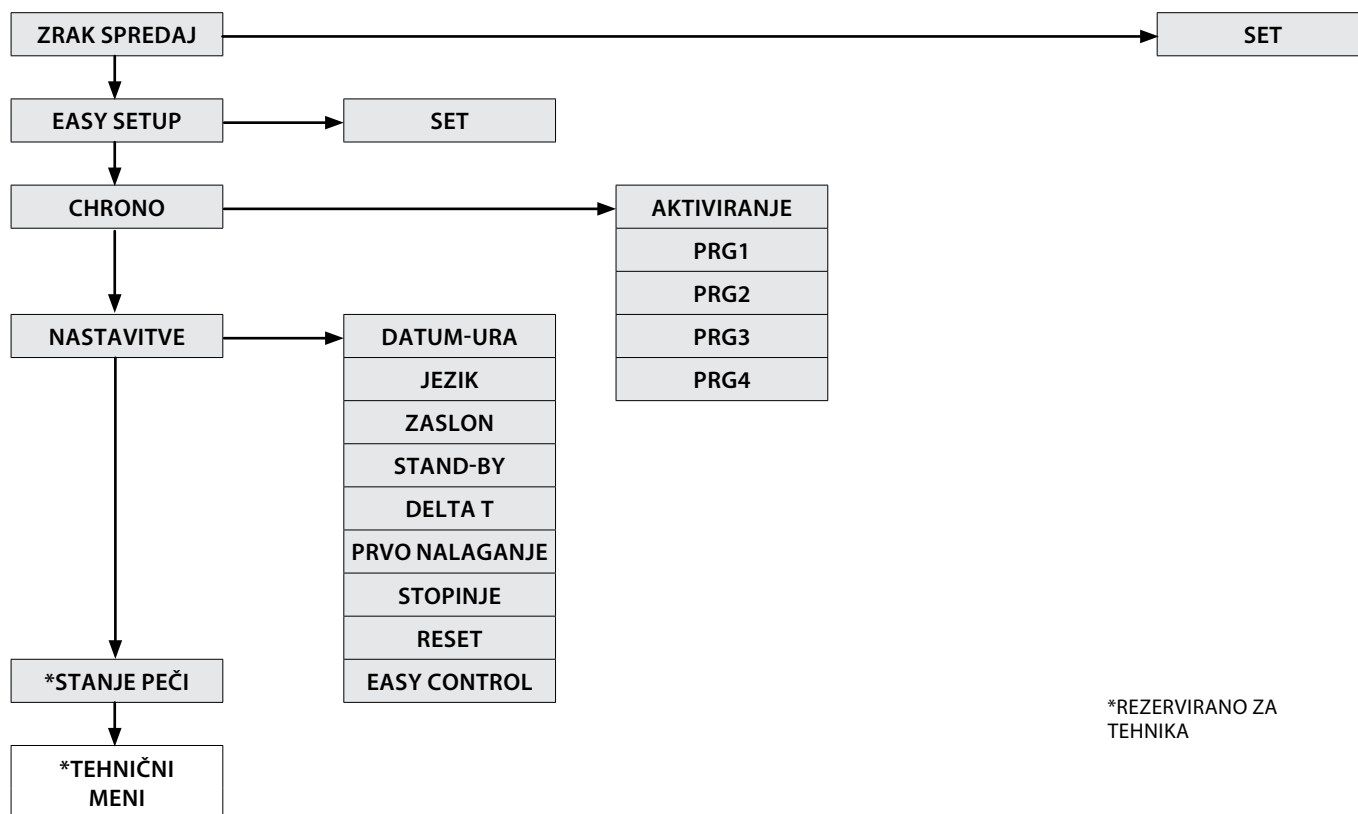 ZRAK SPREDAJ
SET
EASY SETUP
SET
CHRONO
AKTIVIRANJE
PRG1
PRG2
PRG3
PRG4
NASTAVITVE
DATUM-URA
JEZIK
ZASLON
STAND-BY
DELTA T
PRVO NALAGANJE
STOPINJE
RESET
EASY CONTROL
*STANJE PEČI
*TEHNIČNI
MENI
*REZERVIRANO ZA
TEHNIKA